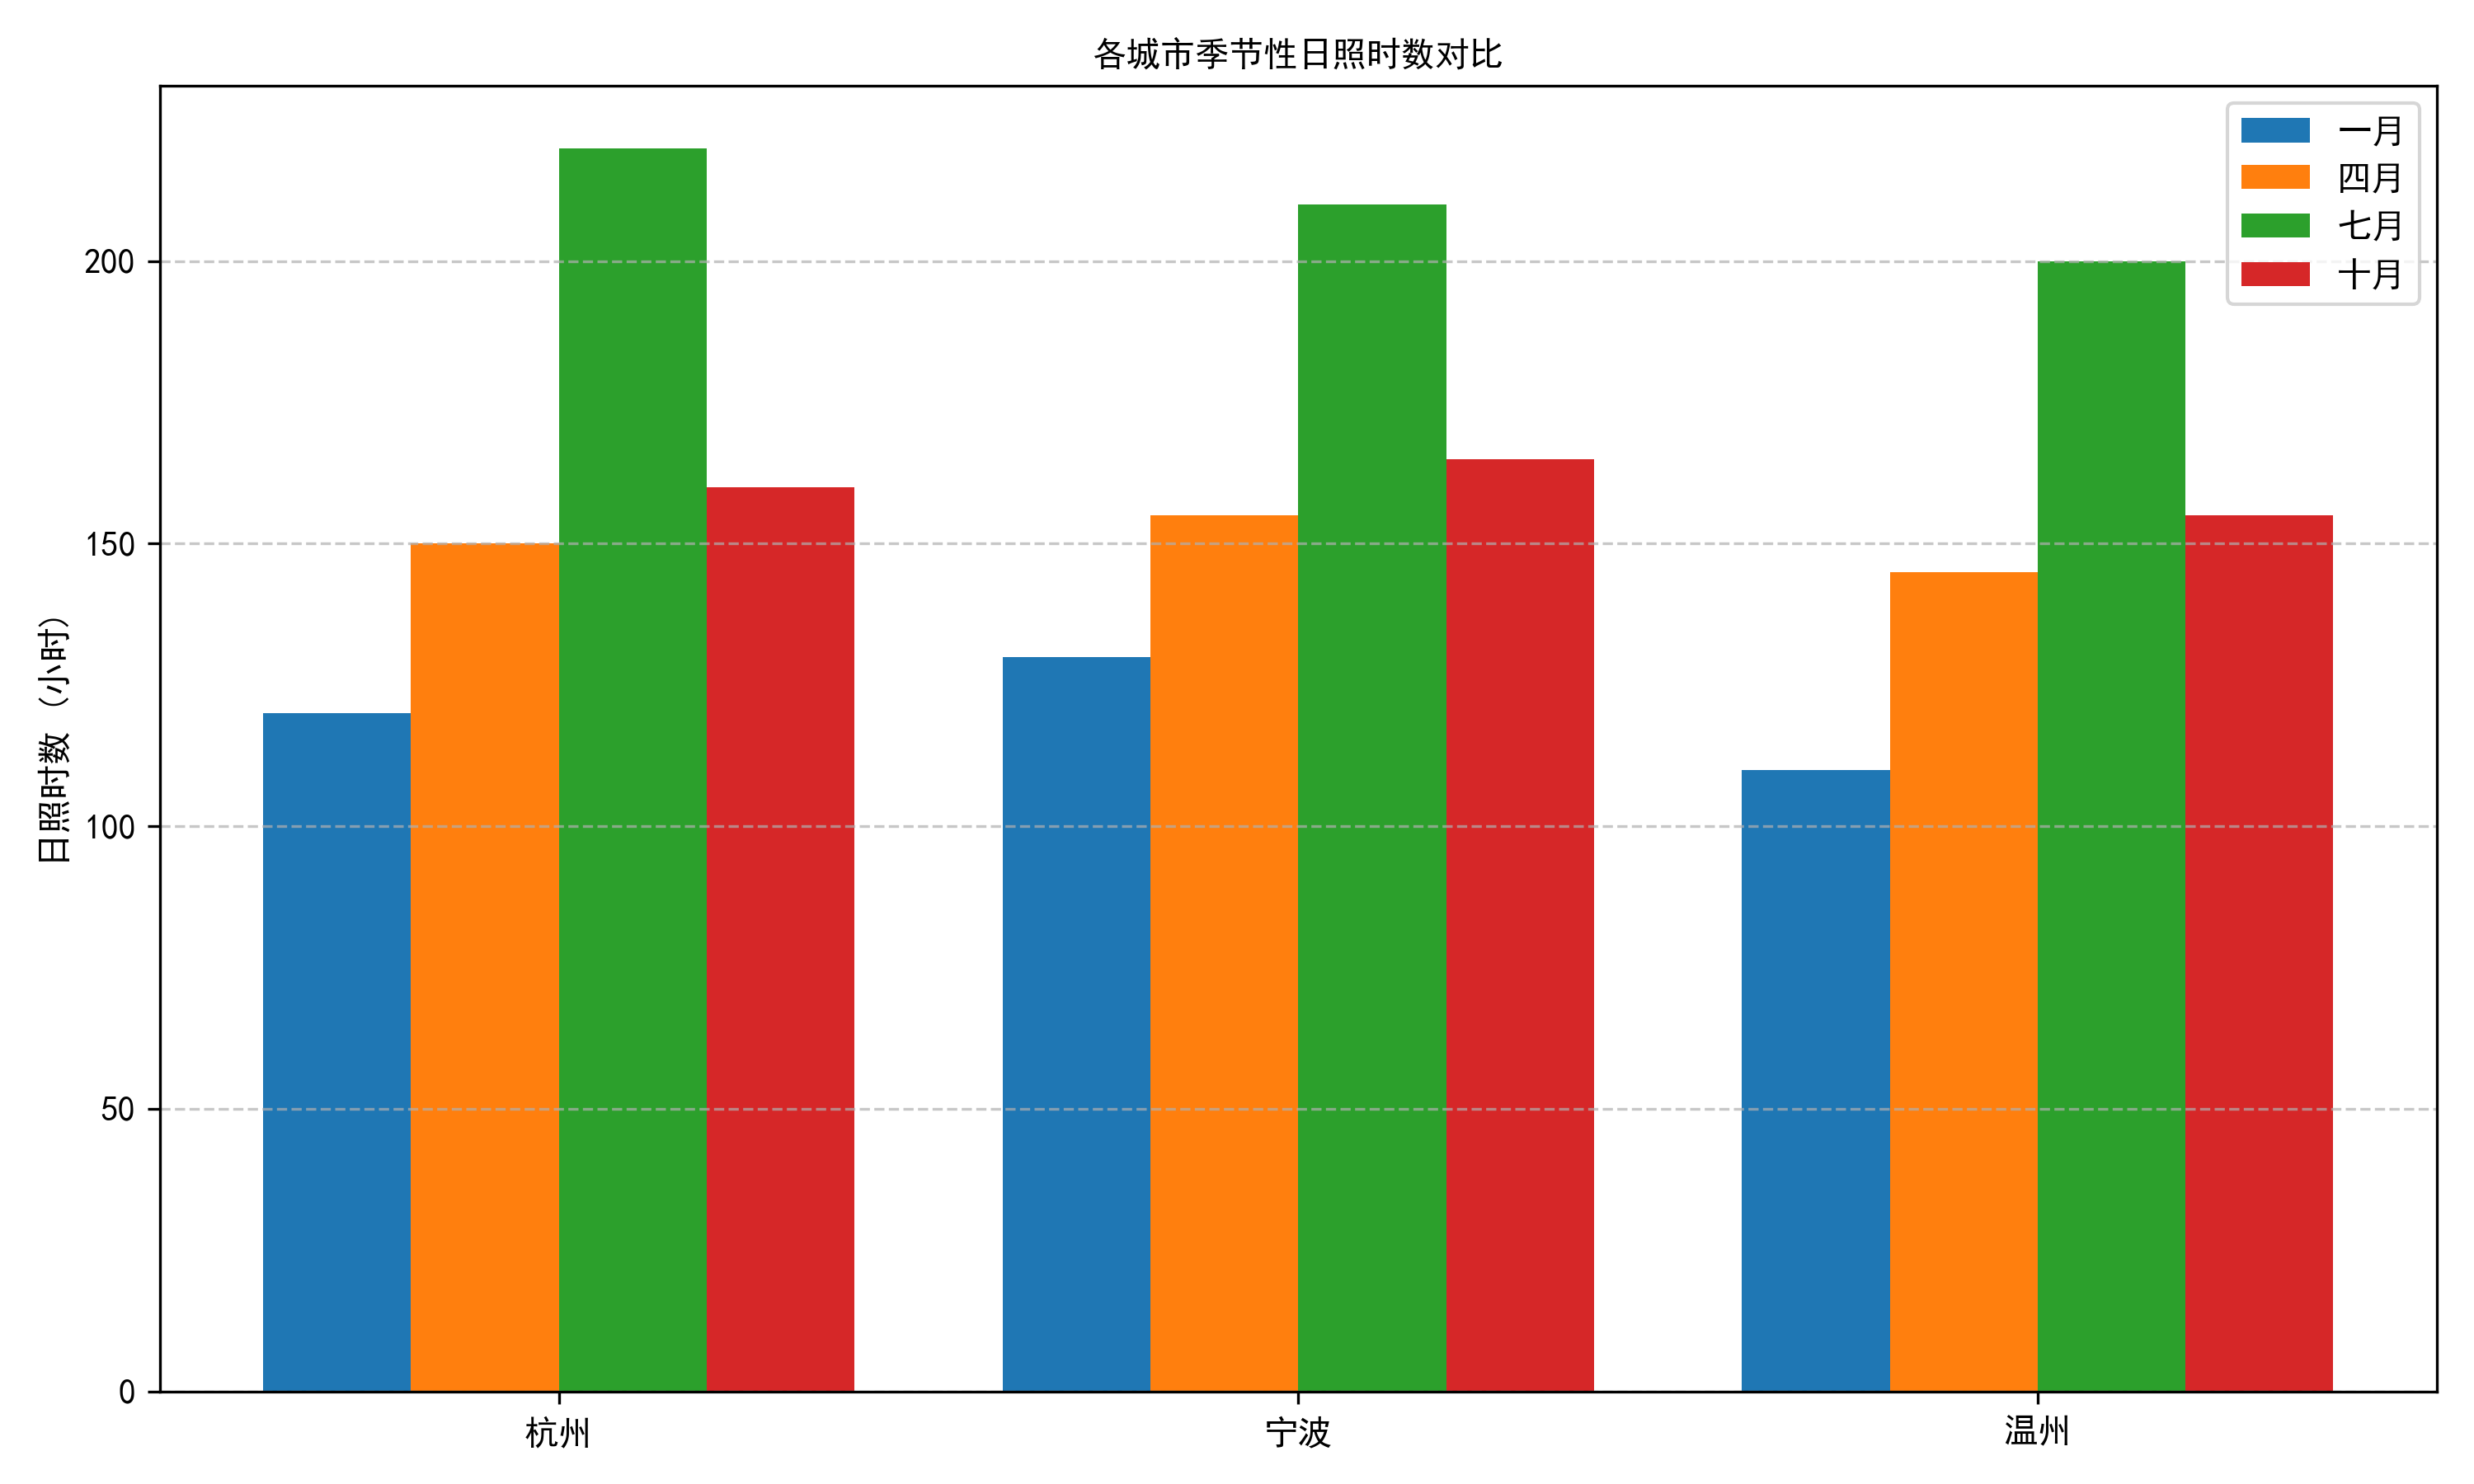 各城市季节性日照时数对比
一月
四月
七月
十月
日照时数（小时）
200
150
100
50
0
杭州
宁波
温州